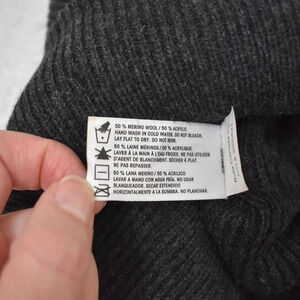 50 % MERINO WOOL / 50 % ACRYLIC
HAND WASH IN COLD WATER. DO NOT BLEACH.
LAY FLAT TO DRY. DO NOT IRON.
50 % LAINE MÉRINOS / 50 % ACRYLIQUE
LAVER À LA MAIN À L'EAU FROIDE. NE PAS UTILISER
D'AGENT DE BLANCHIMENT. SÉCHER À PLAT.
NE PAS REPASSER.
50 % LANA MERINO / 50 % ACRÍLICO
LAVAR A MANO CON AGUA FRÍA. NO USAR
BLANQUEADOR. SECAR EXTENDIDO
HORIZONTALMENTE A LA SOMBRA. NO PLANCHAR.